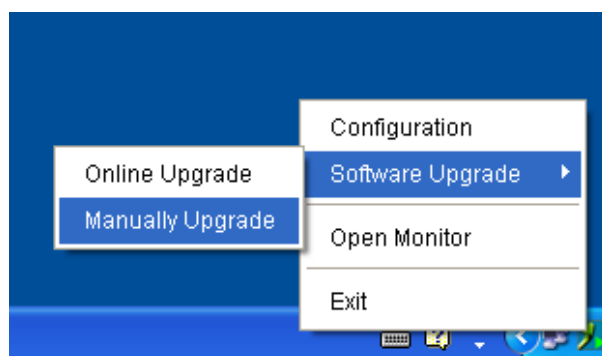 Configuration
Software Upgrade
Online Upgrade
Manually Upgrade
Open Monitor
Exit